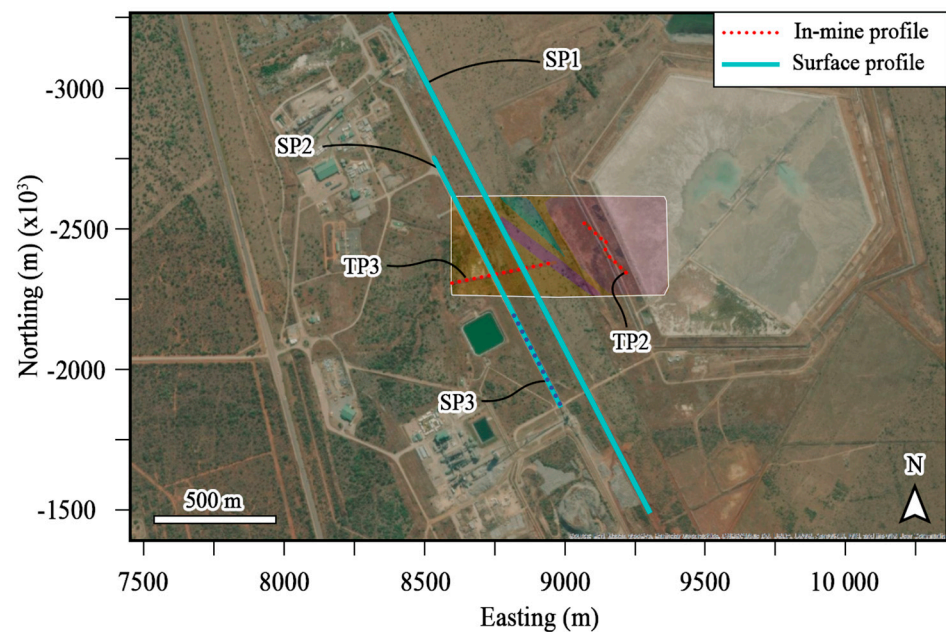 In-mine profile
Surface profile
SP1
SP2
TP3
TP2
SP3
N
500 m
Northing (m) (x10³)
-3000
-2500
-2000
-1500
7500
8000
8500
9000
9500
10 000
Easting (m)